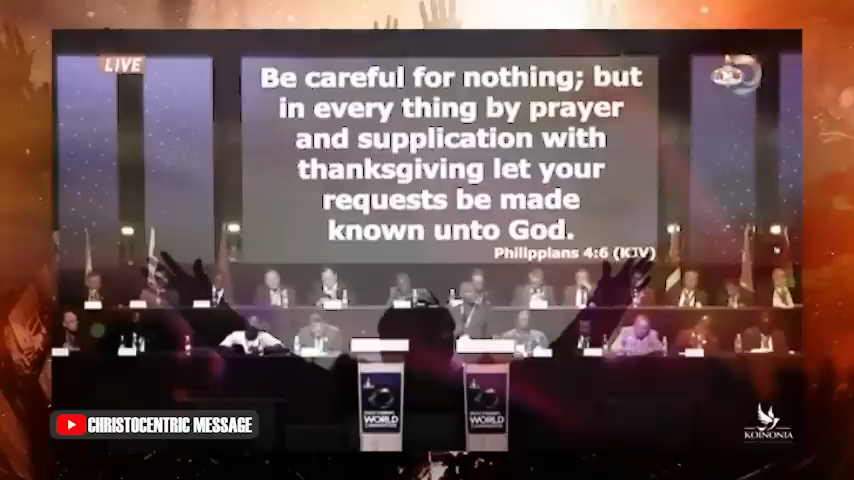 LIVE
Be careful for nothing; but
in every thing by prayer
and supplication with
thanksgiving let your
requests be made
known unto God.
Philippians 4:6 (KJV)
WORLD
WORLD
CHRISTOCENTRIC MESSAGE
KOINONIA